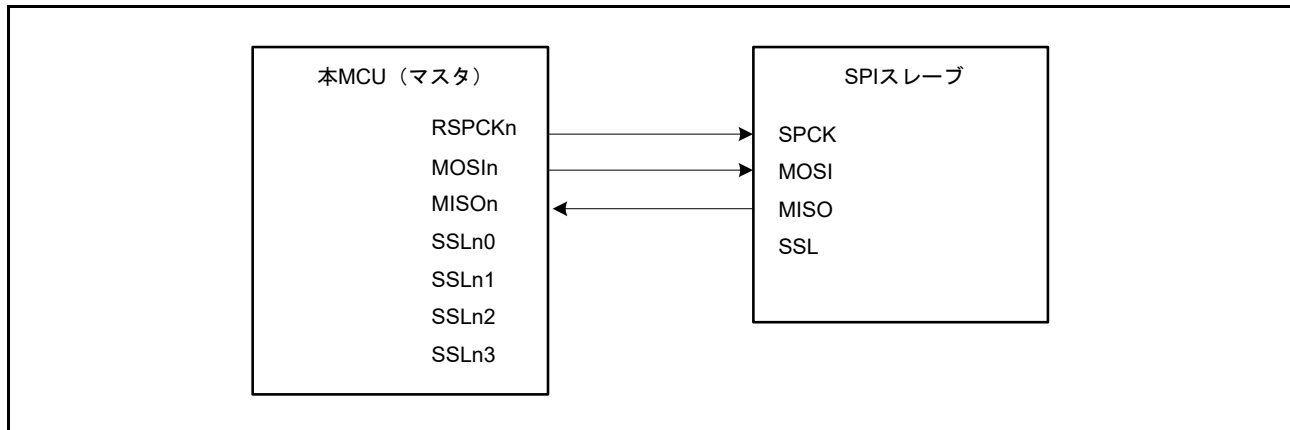 本MCU（マスタ）
RSPCKn
MOSIn
MISOn
SSLn0
SSLn1
SSLn2
SSLn3
SPIスレーブ
SPCK
MOSI
MISO
SSL